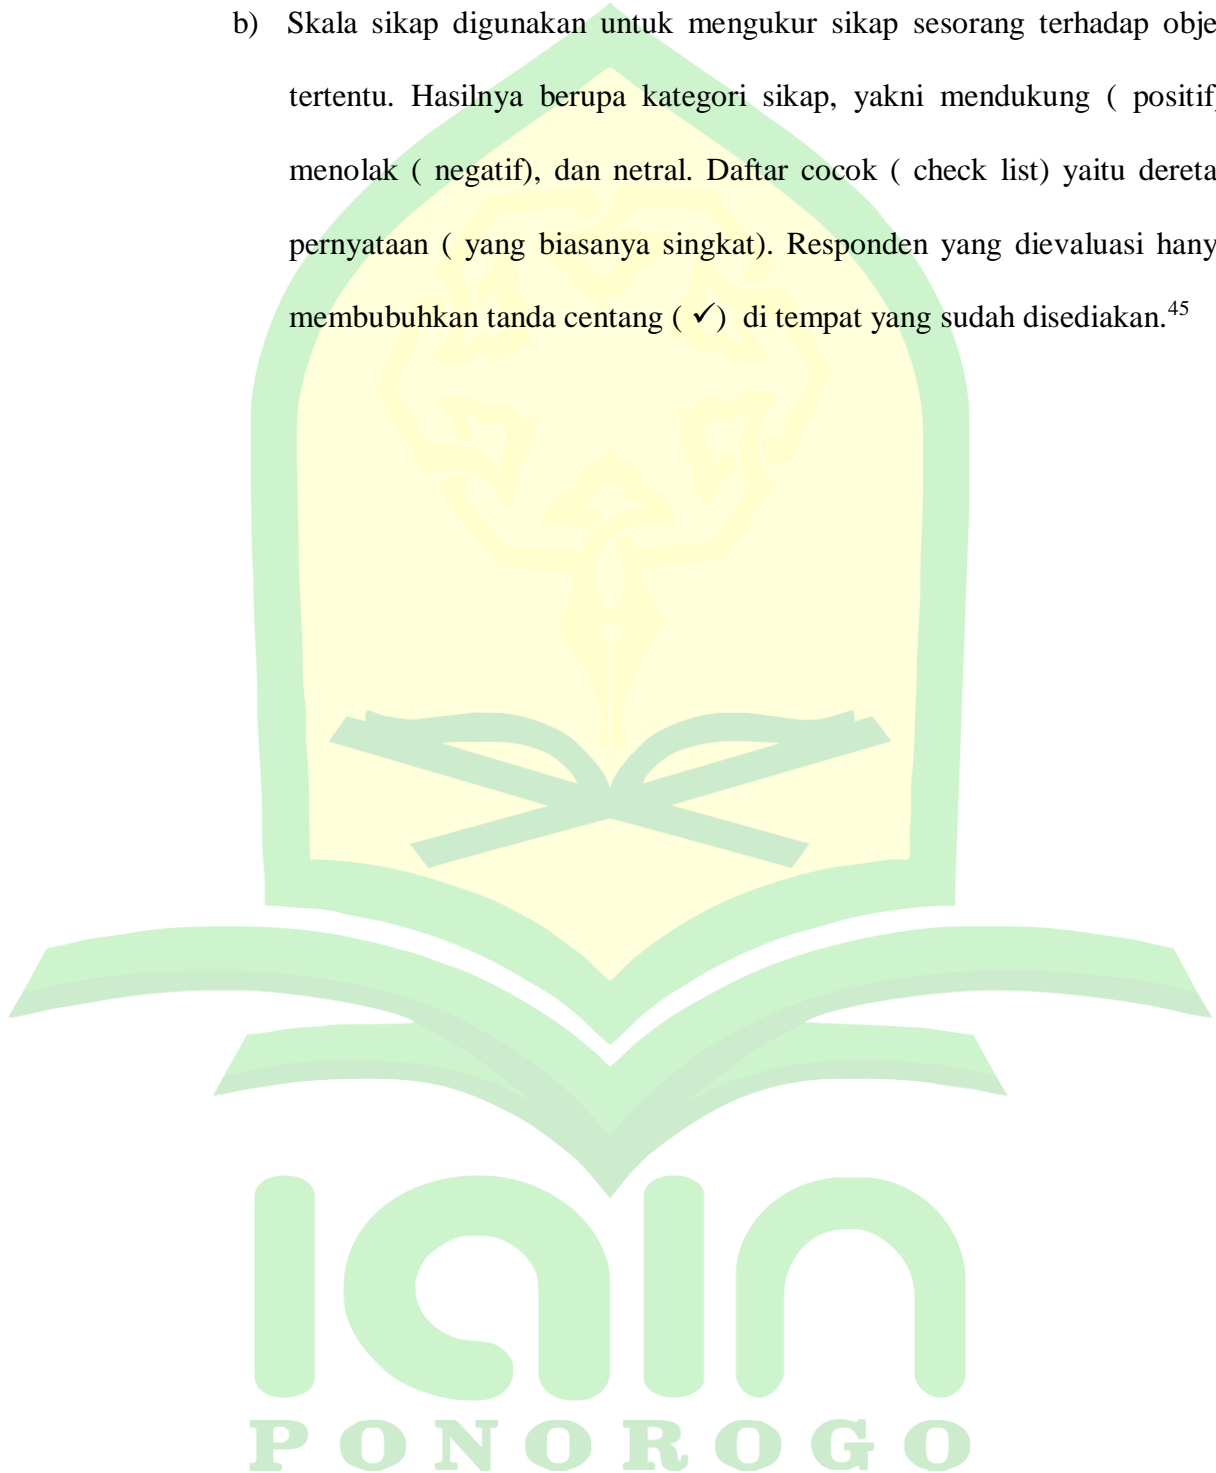 b) Skala sikap digunakan untuk mengukur sikap sesorang terhadap obje
tertentu. Hasilnya berupa kategori sikap, yakni mendukung ( positif)
menolak ( negatif), dan netral. Daftar cocok ( check list) yaitu dereta
pernyataan ( yang biasanya singkat). Responden yang dievaluasi hany
membubuhkan tanda centang ( ✓) di tempat yang sudah disediakan.45
iain
PONOROGO